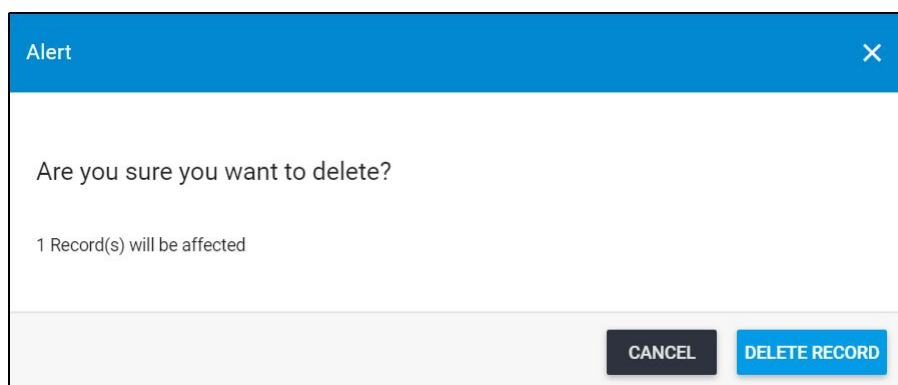 Alert
Are you sure you want to delete?
1 Record(s) will be affected
CANCEL DELETE RECORD